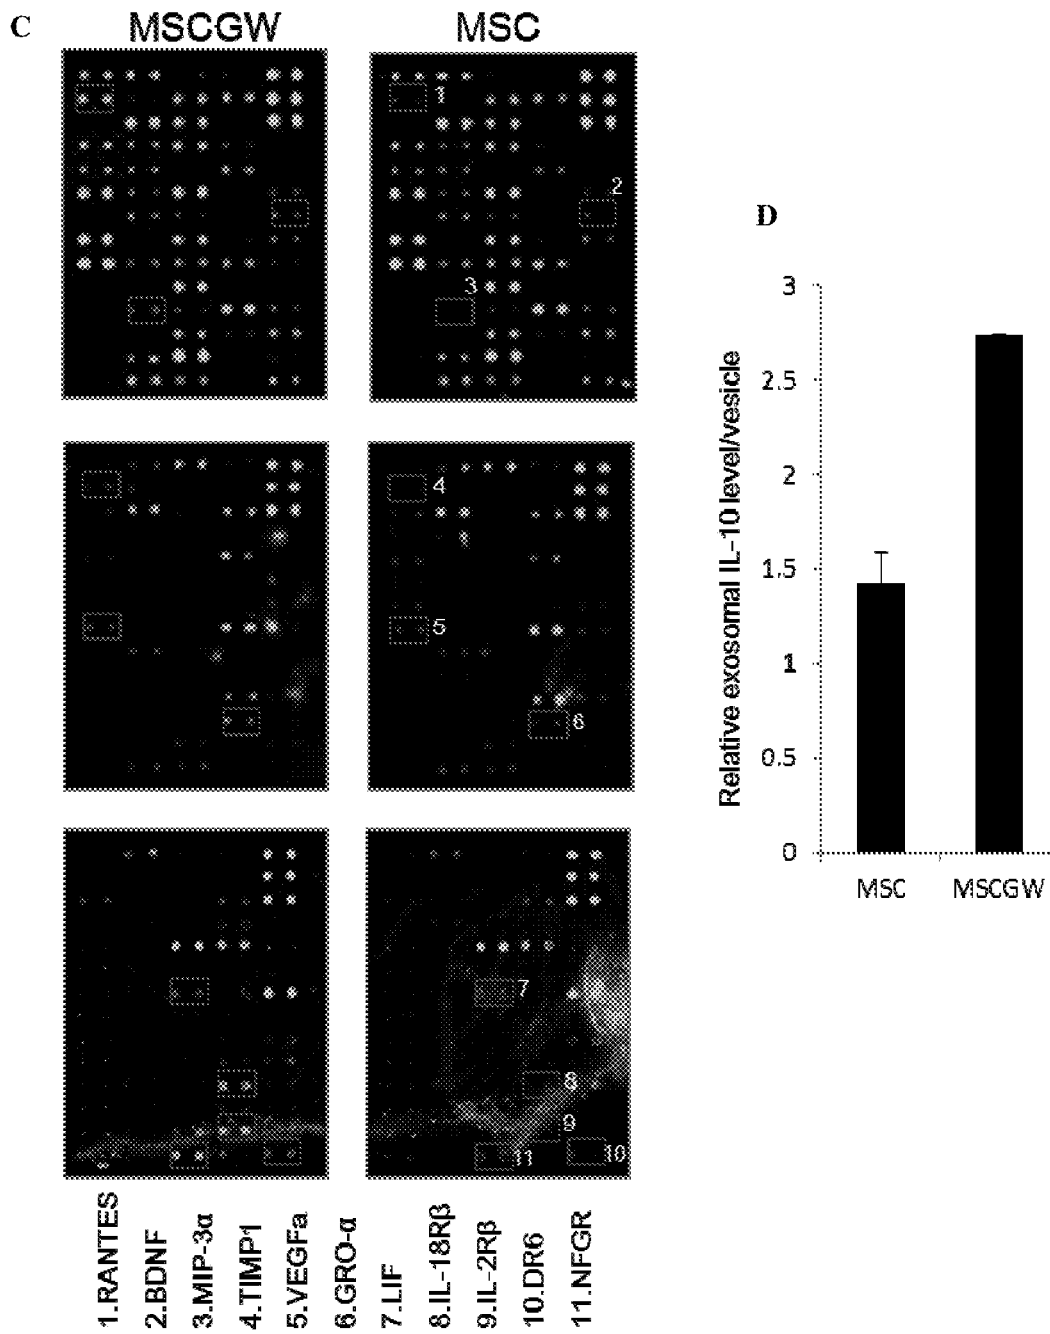 C
MSCGW
MSC
1
2
3
4
5
6
7
8
9
10
11
1.RANTES
2.BDNF
3.MIP-3α
4.TIMP1
5.VEGFa
6.GRO-α
7.LIF
8.IL-18Rβ
9.IL-2Rβ
10.DR6
11.NFGR
D
Relative exosomal IL-10 level/vesicle
3
2.5
2
1.5
1
0.5
0
MSC
MSCGW